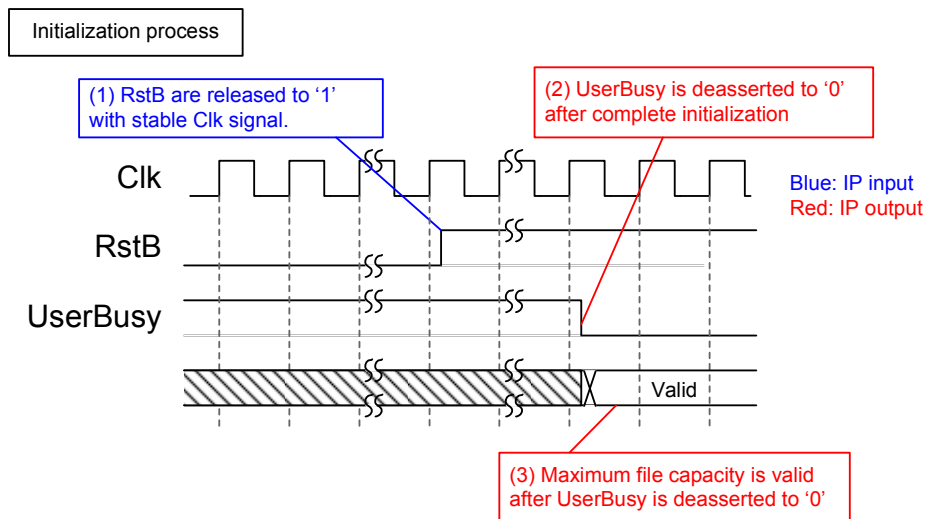 Initialization process
(1) RstB are released to ‘1’
with stable Clk signal.
(2) UserBusy is deasserted to ‘0’
after complete initialization
Clk
Blue: IP input
Red: IP output
RstB
UserBusy
Valid
(3) Maximum file capacity is valid
after UserBusy is deasserted to ‘0’